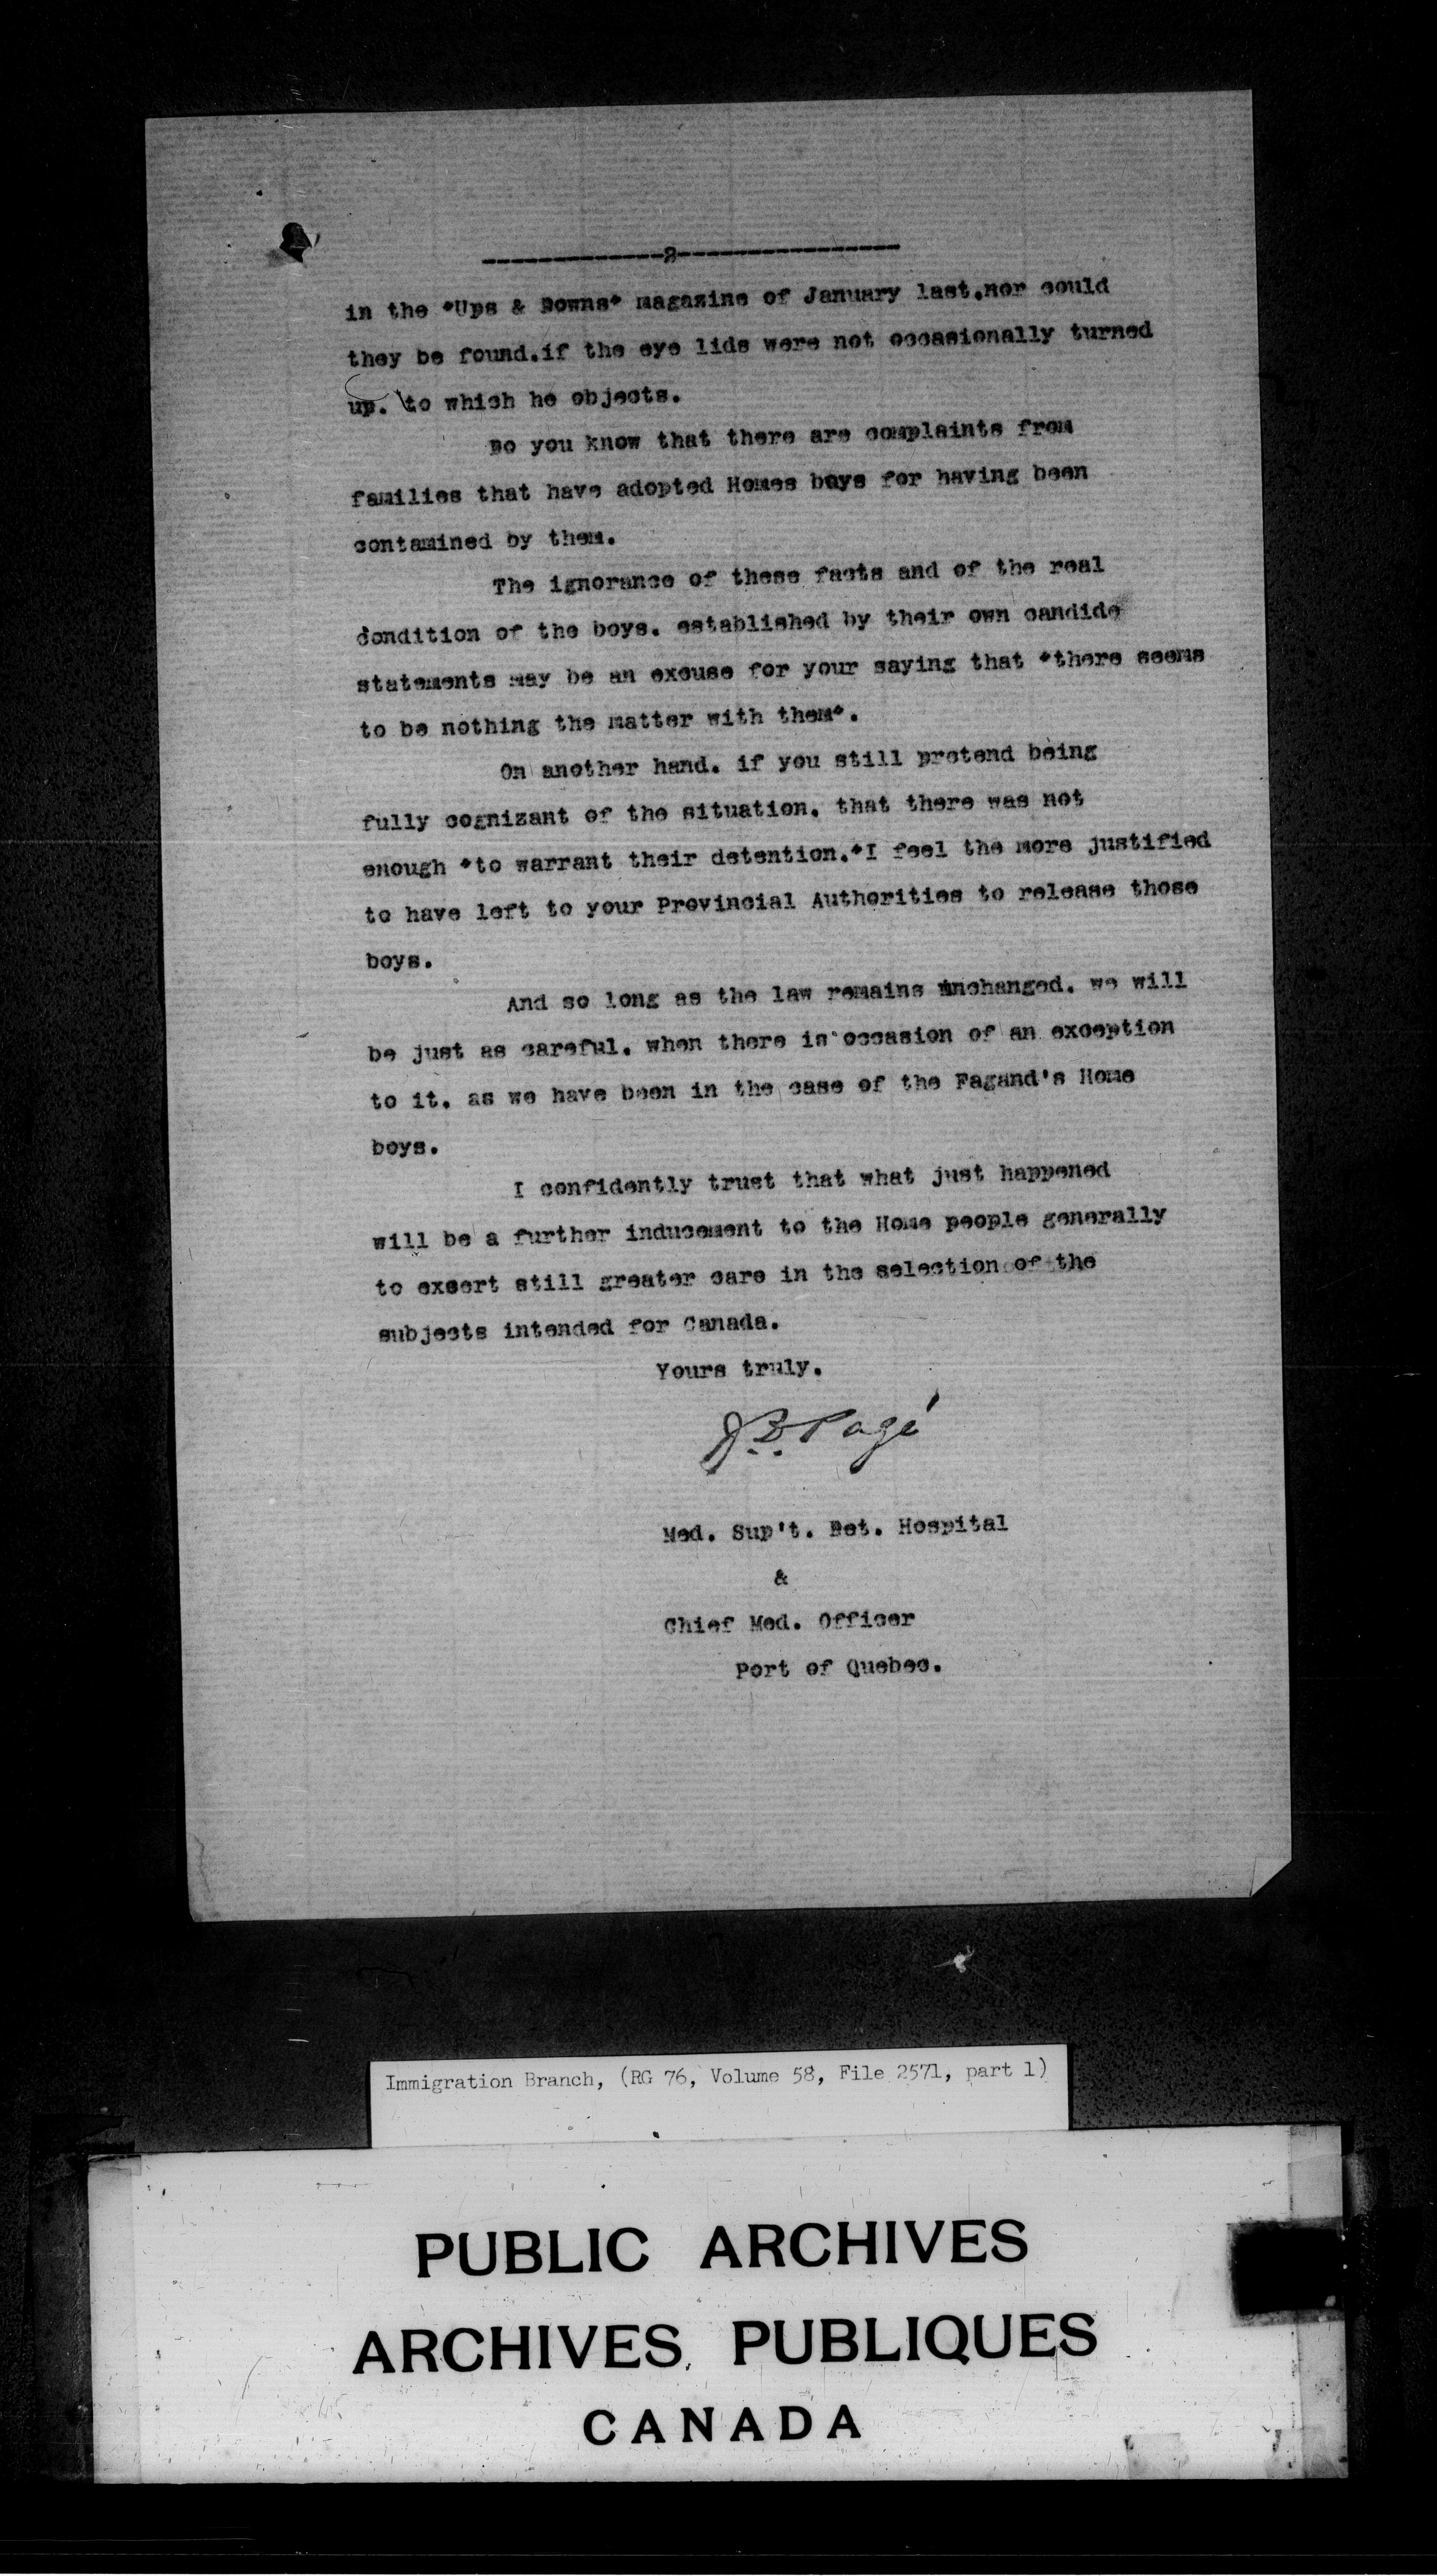 -------------2----------------
in the "Ups & Downs" magazine of January last,nor could
they be found,if the eye lids were not occasionally turned
up, to which he objects.
Do you know that there are complaints from
families that have adopted Homes boys for having been
contamined by them.
The ignorance of these facts and of the real
condition of the boys, established by their own candide
statements may be an excuse for your saying that "there seems
to be nothing the matter with them".
On another hand, if you still pretend being
fully cognizant of the situation, that there was not
enough "to warrant their detention,"I feel the more justified
to have left to your Provincial Authorities to release those
boys.
And so long as the law remains unchanged, we will
be just as careful, when there is occasion of an exception
to it, as we have been in the case of the Fagand's Home
boys.
I confidently trust that what just happened
will be a further inducement to the Home people generally
to exsert still greater care in the selection of the
subjects intended for Canada.
Yours truly,
J.B. Pagé
Med. Sup't. Det. Hospital
&
Chief Med. Officer
Port of Quebec.
Immigration Branch, (RG 76, Volume 58, File 2571, part 1)
PUBLIC ARCHIVES
ARCHIVES PUBLIQUES
CANADA